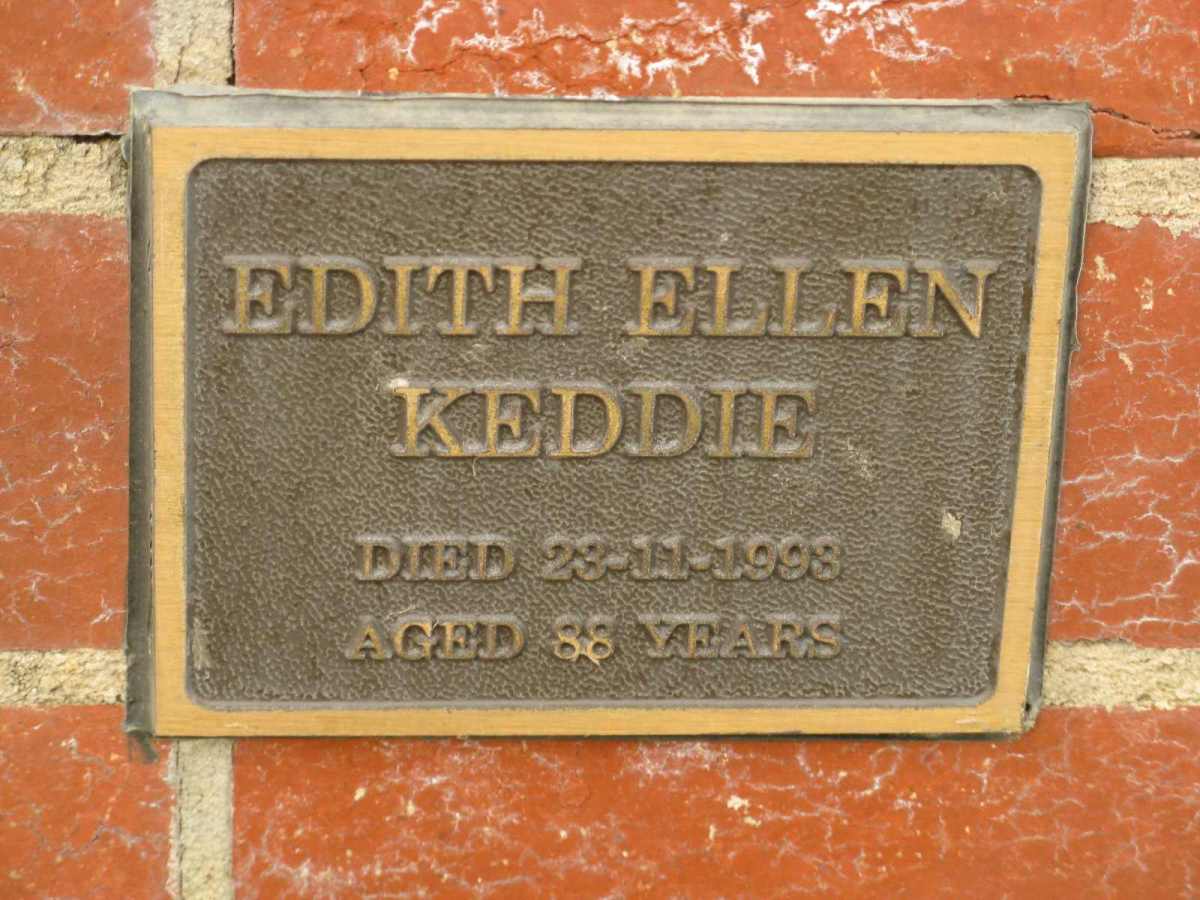 EDITH ELLEN
KEDDIE
DIED 23-11-1993
AGED 88 YEARS